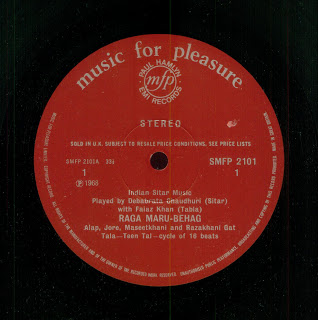 music for pleasure
PAUL HAMLYN
mfp
EMI RECORDS
STEREO
SOLD IN U.K. SUBJECT TO RESALE PRICE CONDITIONS. SEE PRICE LISTS
SMFP 2101A
SMFP 2101
1
1
℗ 1968
Indian Sitar Music
Played by Debabrata Chaudhuri (Sitar)
with Faiaz Khan (Tabla)
RAGA MARU-BEHAG
Alap, Jore, Maseetkhani and Razakhani Gat
Tala—Teen Tal—cycle of 16 beats